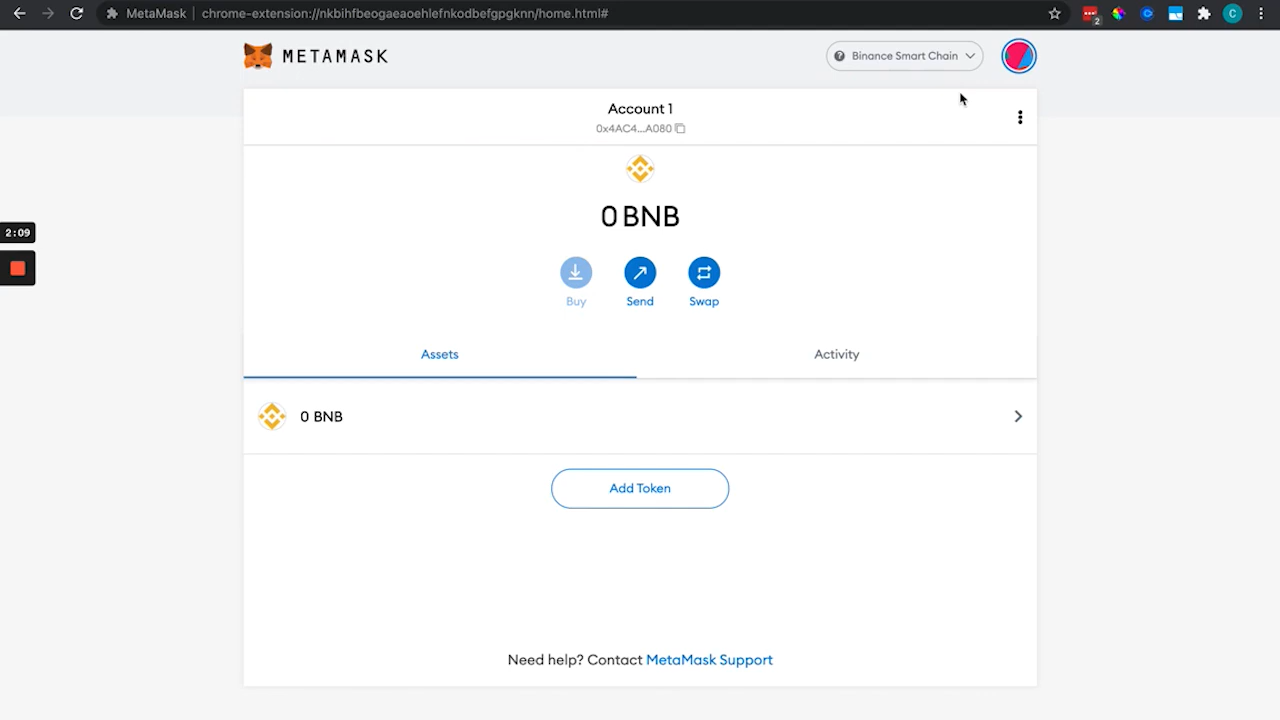 MetaMask | chrome-extension://nkbihfbeogaeaoehlefnkodbefgpgknn/home.html#
2
C
METAMASK
? Binance Smart Chain
Account 1
0x4AC4...A080
0 BNB
2:09
Buy Send Swap
Assets Activity
0 BNB
Add Token
Need help? Contact MetaMask Support